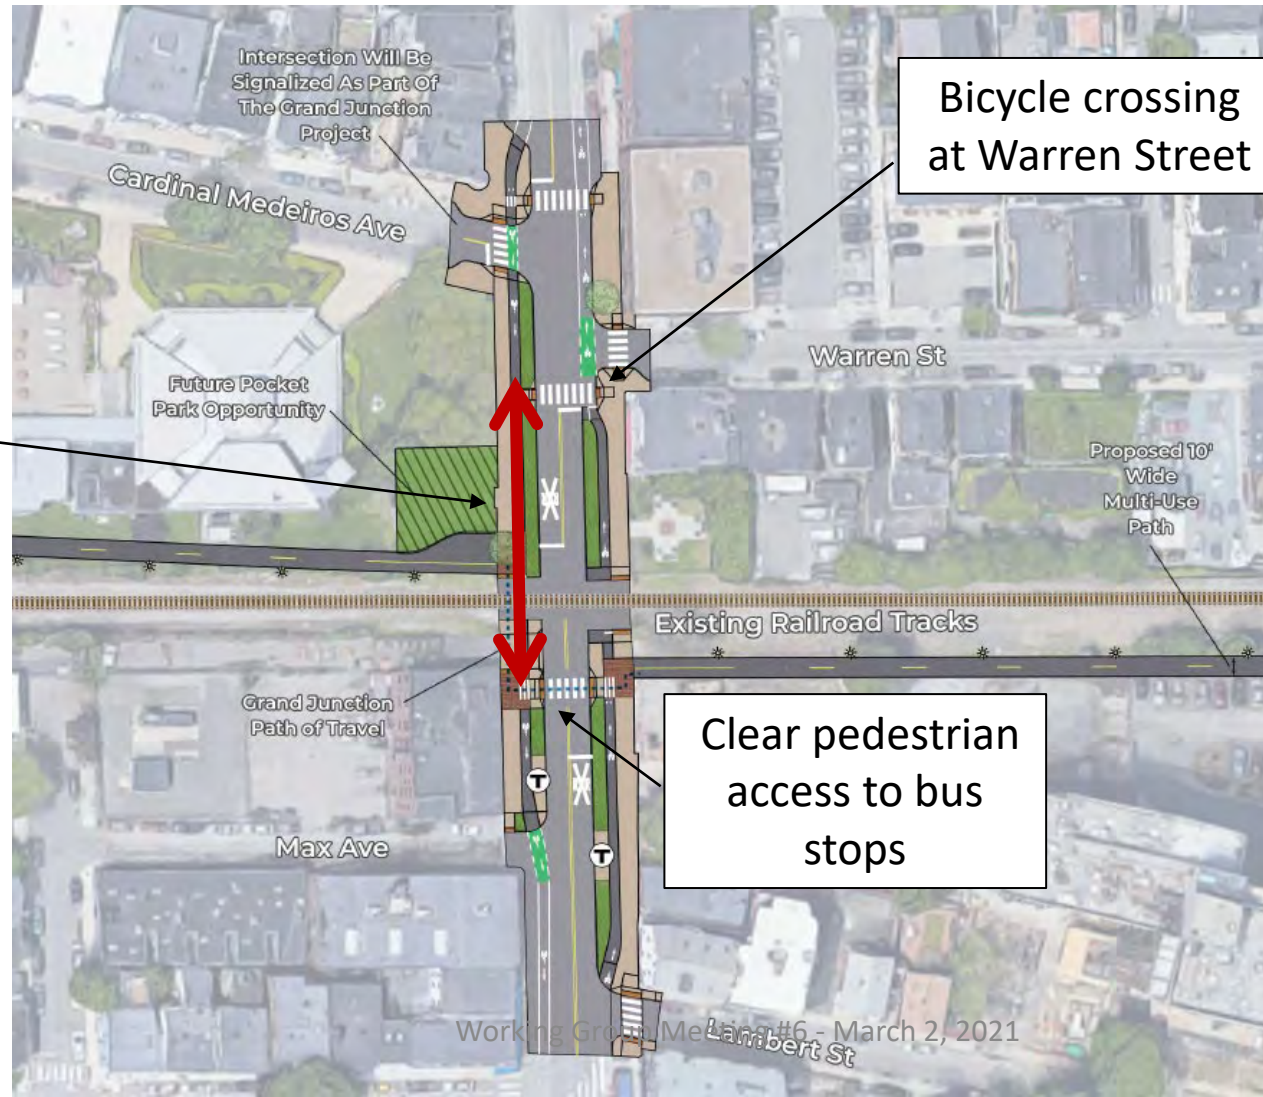 Intersection Will Be
Signalized As Part Of
The Grand Junction
Project
Bicycle crossing
at Warren Street
Cardinal Medeiros Ave
Warren St
Future Pocket
Park Opportunity
Proposed 10'
Wide
Multi-Use
Path
Existing Railroad Tracks
Grand Junction
Path of Travel
Clear pedestrian
access to bus
stops
T
Max Ave
T
Working Group Meeting #6 - March 2, 2021
Lambert St